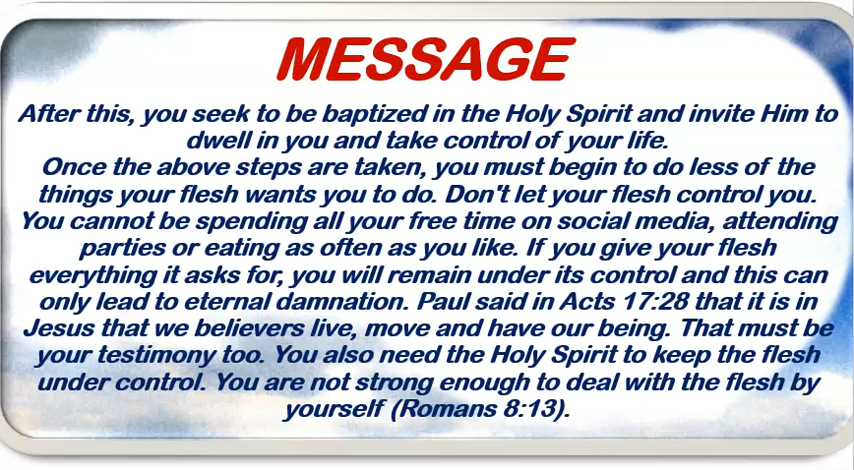 MESSAGE
After this, you seek to be baptized in the Holy Spirit and invite Him to
dwell in you and take control of your life.
Once the above steps are taken, you must begin to do less of the
things your flesh wants you to do. Don't let your flesh control you.
You cannot be spending all your free time on social media, attending
parties or eating as often as you like. If you give your flesh
everything it asks for, you will remain under its control and this can
only lead to eternal damnation. Paul said in Acts 17:28 that it is in
Jesus that we believers live, move and have our being. That must be
your testimony too. You also need the Holy Spirit to keep the flesh
under control. You are not strong enough to deal with the flesh by
yourself (Romans 8:13).